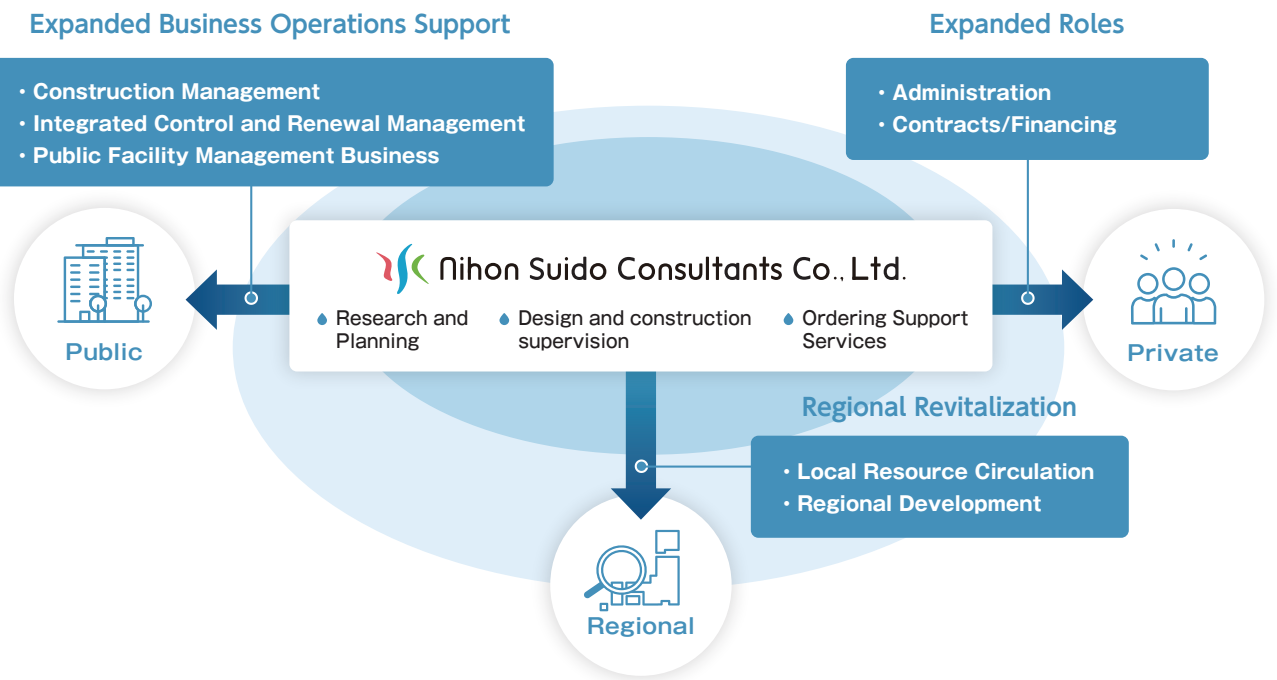 Expanded Business Operations Support
・Construction Management
・Integrated Control and Renewal Management
・Public Facility Management Business
Expanded Roles
・Administration
・Contracts/Financing
Nihon Suido Consultants Co., Ltd.
Research and
Planning
Design and construction
supervision
Ordering Support
Services
Public
Private
Regional Revitalization
・Local Resource Circulation
・Regional Development
Regional